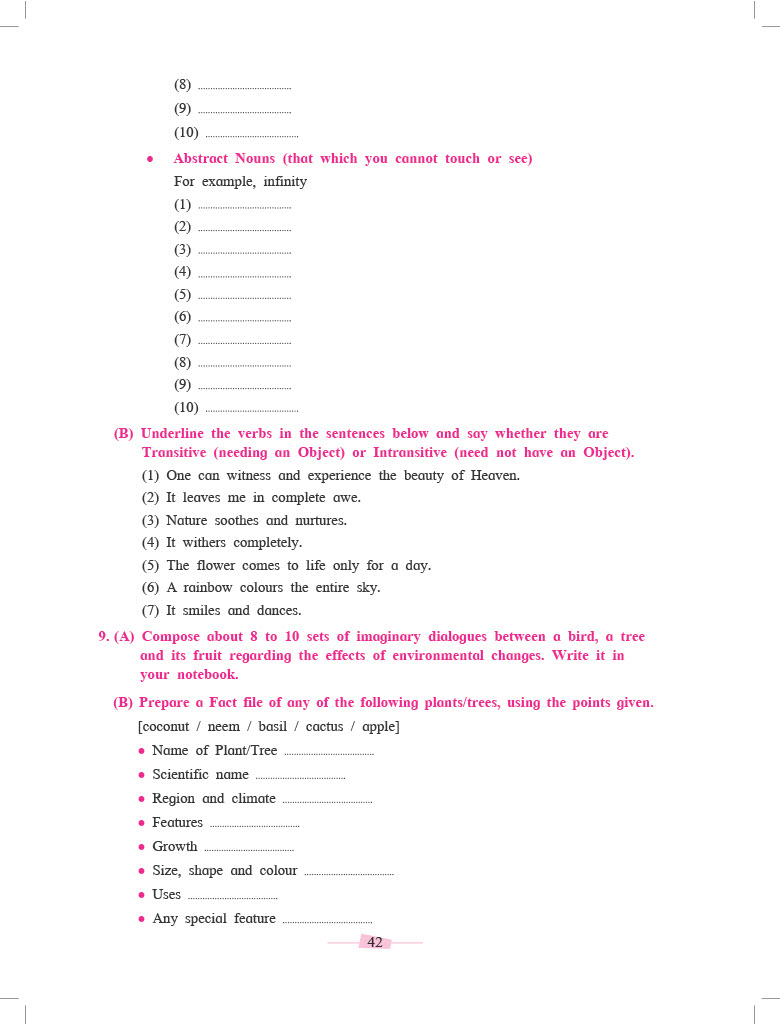 (8) ......................................
(9) ......................................
(10) ......................................
• Abstract Nouns (that which you cannot touch or see)
For example, infinity
(1) ......................................
(2) ......................................
(3) ......................................
(4) ......................................
(5) ......................................
(6) ......................................
(7) ......................................
(8) ......................................
(9) ......................................
(10) ......................................
(B) Underline the verbs in the sentences below and say whether they are
Transitive (needing an Object) or Intransitive (need not have an Object).
(1) One can witness and experience the beauty of Heaven.
(2) It leaves me in complete awe.
(3) Nature soothes and nurtures.
(4) It withers completely.
(5) The flower comes to life only for a day.
(6) A rainbow colours the entire sky.
(7) It smiles and dances.
9. (A) Compose about 8 to 10 sets of imaginary dialogues between a bird, a tree
and its fruit regarding the effects of environmental changes. Write it in
your notebook.
(B) Prepare a Fact file of any of the following plants/trees, using the points given.
[coconut / neem / basil / cactus / apple]
• Name of Plant/Tree .....................................
• Scientific name .....................................
• Region and climate .....................................
• Features .....................................
• Growth .....................................
• Size, shape and colour .....................................
• Uses .....................................
• Any special feature .....................................
42